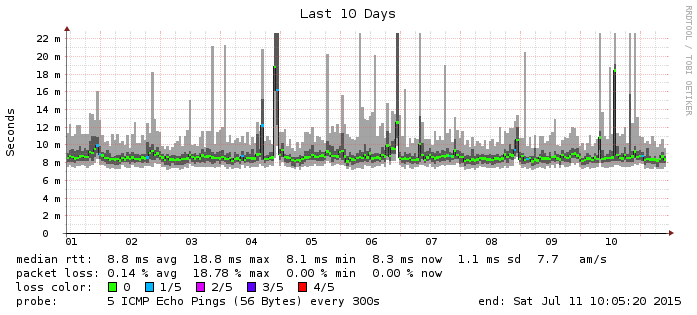 Last 10 Days
RRDTOOL / TOBI OETIKER
Seconds
22 m
20 m
18 m
16 m
14 m
12 m
10 m
8 m
6 m
4 m
2 m
0
01 02 03 04 05 06 07 08 09 10
median rtt: 8.8 ms avg 18.8 ms max 8.1 ms min 8.3 ms now 1.1 ms sd 7.7 am/s
packet loss: 0.14 % avg 18.78 % max 0.00 % min 0.00 % now
loss color: 0 1/5 2/5 3/5 4/5
probe: 5 ICMP Echo Pings (56 Bytes) every 300s end: Sat Jul 11 10:05:20 2015